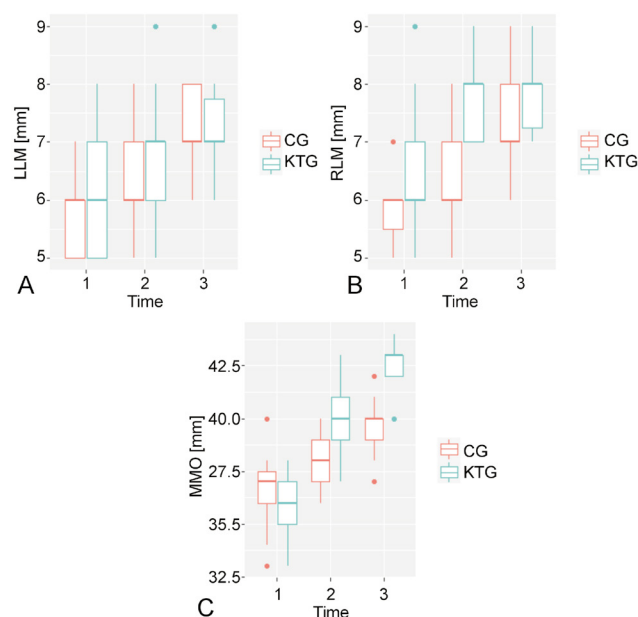 9
8
7
6
5
LLM [mm]
1 2 3
Time
A
CG
KTG
9
8
7
6
5
RLM [mm]
1 2 3
Time
B
CG
KTG
42.5
40.0
27.5
35.5
32.5
MMO [mm]
1 2 3
Time
C
CG
KTG